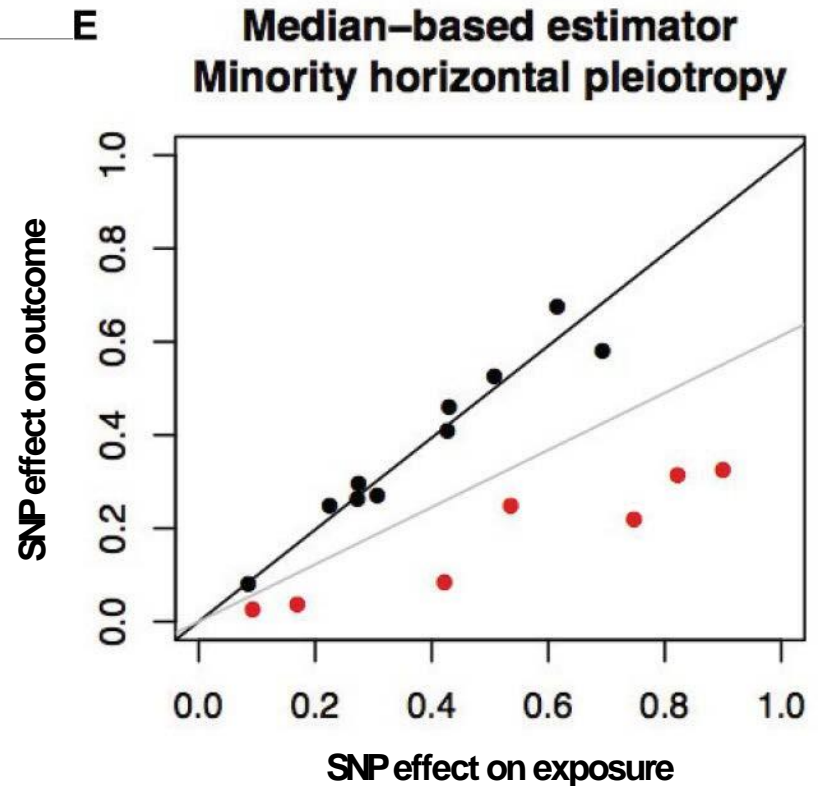 E
Median–based estimator
Minority horizontal pleiotropy
SNP effect on outcome
1.0
0.8
0.6
0.4
0.2
0.0
0.0 0.2 0.4 0.6 0.8 1.0
SNP effect on exposure